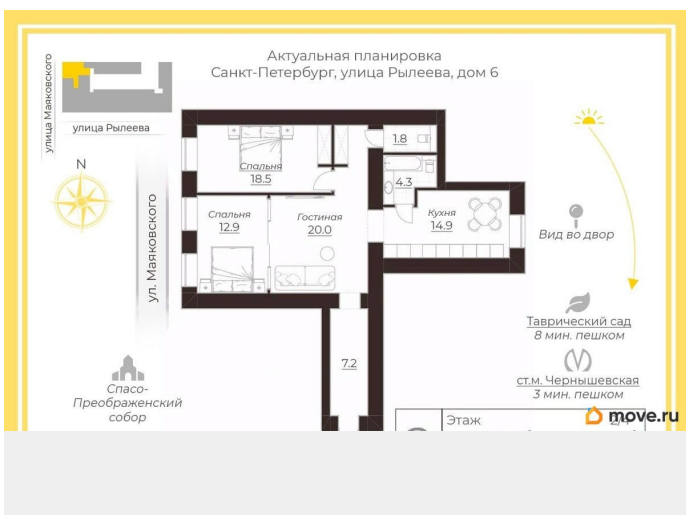 Актуальная планировка
Санкт-Петербург, улица Рылеева, дом 6
улица Маяковского
улица Рылеева
N
ул. Маяковского
Спальня
18.5
1.8
4.3
Спальня
12.9
Гостиная
20.0
Кухня
14.9
7.2
Вид во двор
Таврический сад
8 мин. пешком
ст.м. Чернышевская
3 мин. пешком
Спасо-
Преображенский
собор
Этаж
move.ru